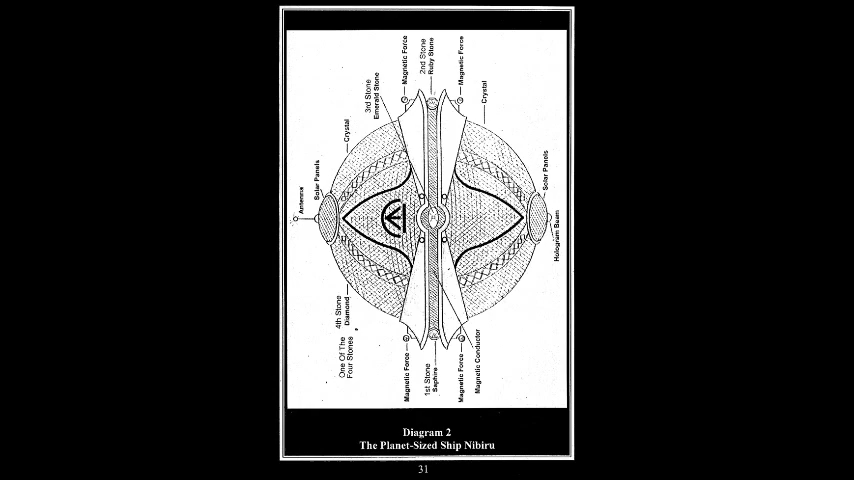 Antenna
Solar Panels
Crystal
3rd Stone
Emerald Stone
Magnetic Force
2nd Stone
Ruby Stone
Magnetic Force
Crystal
Solar Panels
Hologram Beam
One Of The
Four Stones
4th Stone
Diamond
Magnetic Force
1st Stone
Saphire
Magnetic Force
Magnetic Conductor
Diagram 2
The Planet-Sized Ship Nibiru
31